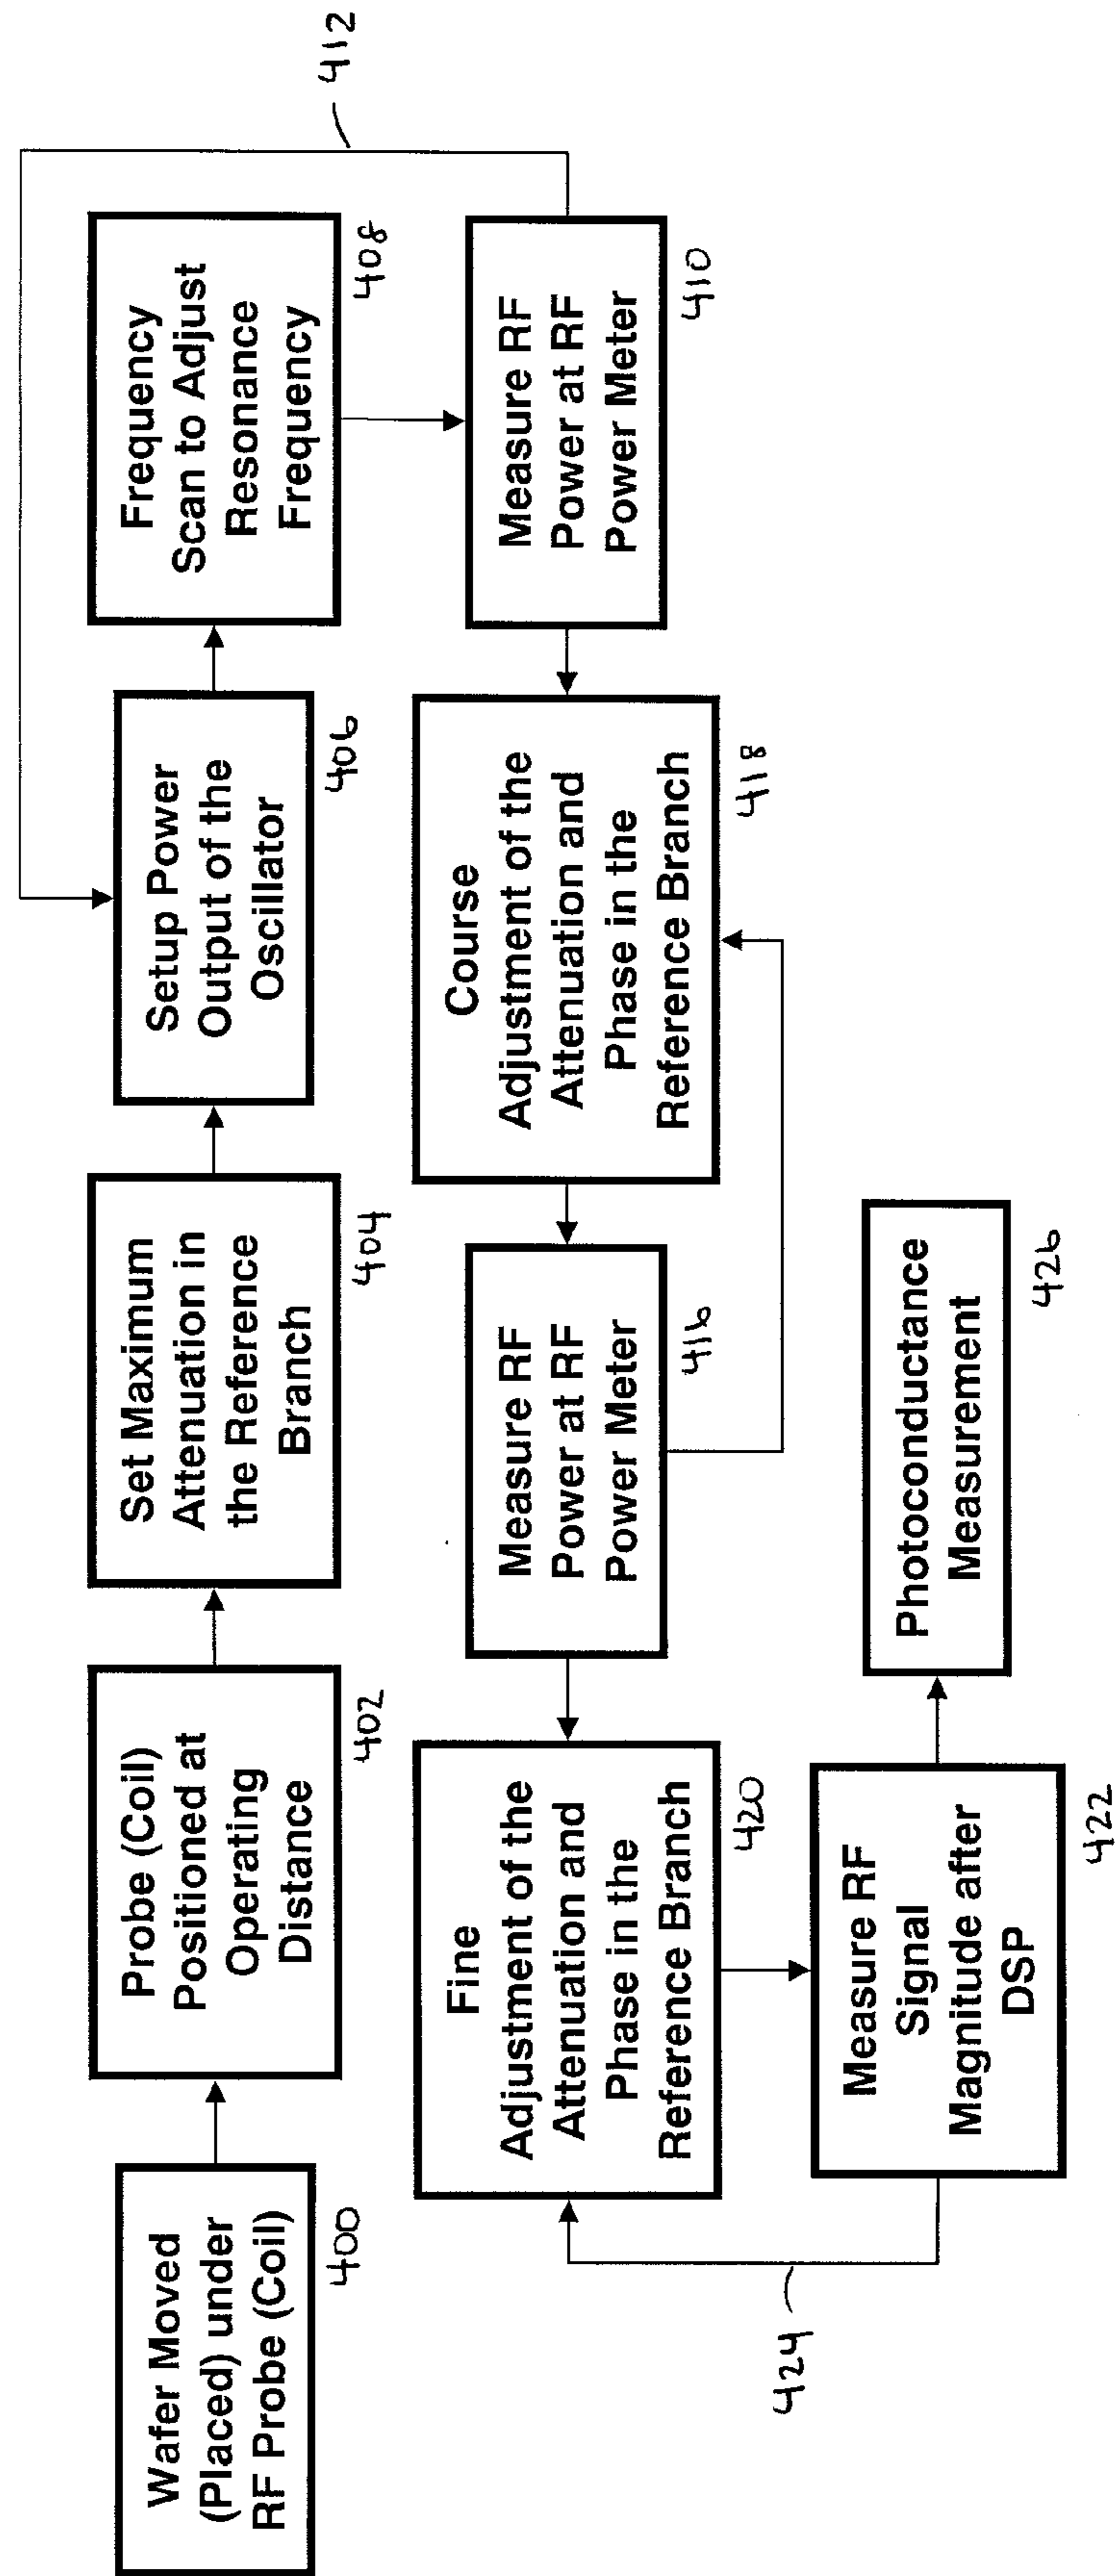 Wafer Moved
(Placed) under
RF Probe (Coil)
400
Probe (Coil)
Positioned at
Operating
Distance
402
Set Maximum
Attenuation in
the Reference
Branch
404
Setup Power
Output of the
Oscillator
406
Frequency
Scan to Adjust
Resonance
Frequency
408
412
Measure RF
Power at RF
Power Meter
410
Course
Adjustment of the
Attenuation and
Phase in the
Reference Branch
418
Measure RF
Power at RF
Power Meter
416
Fine
Adjustment of the
Attenuation and
Phase in the
Reference Branch
420
Measure RF
Signal
Magnitude after
DSP
422
424
Photoconductance
Measurement
426